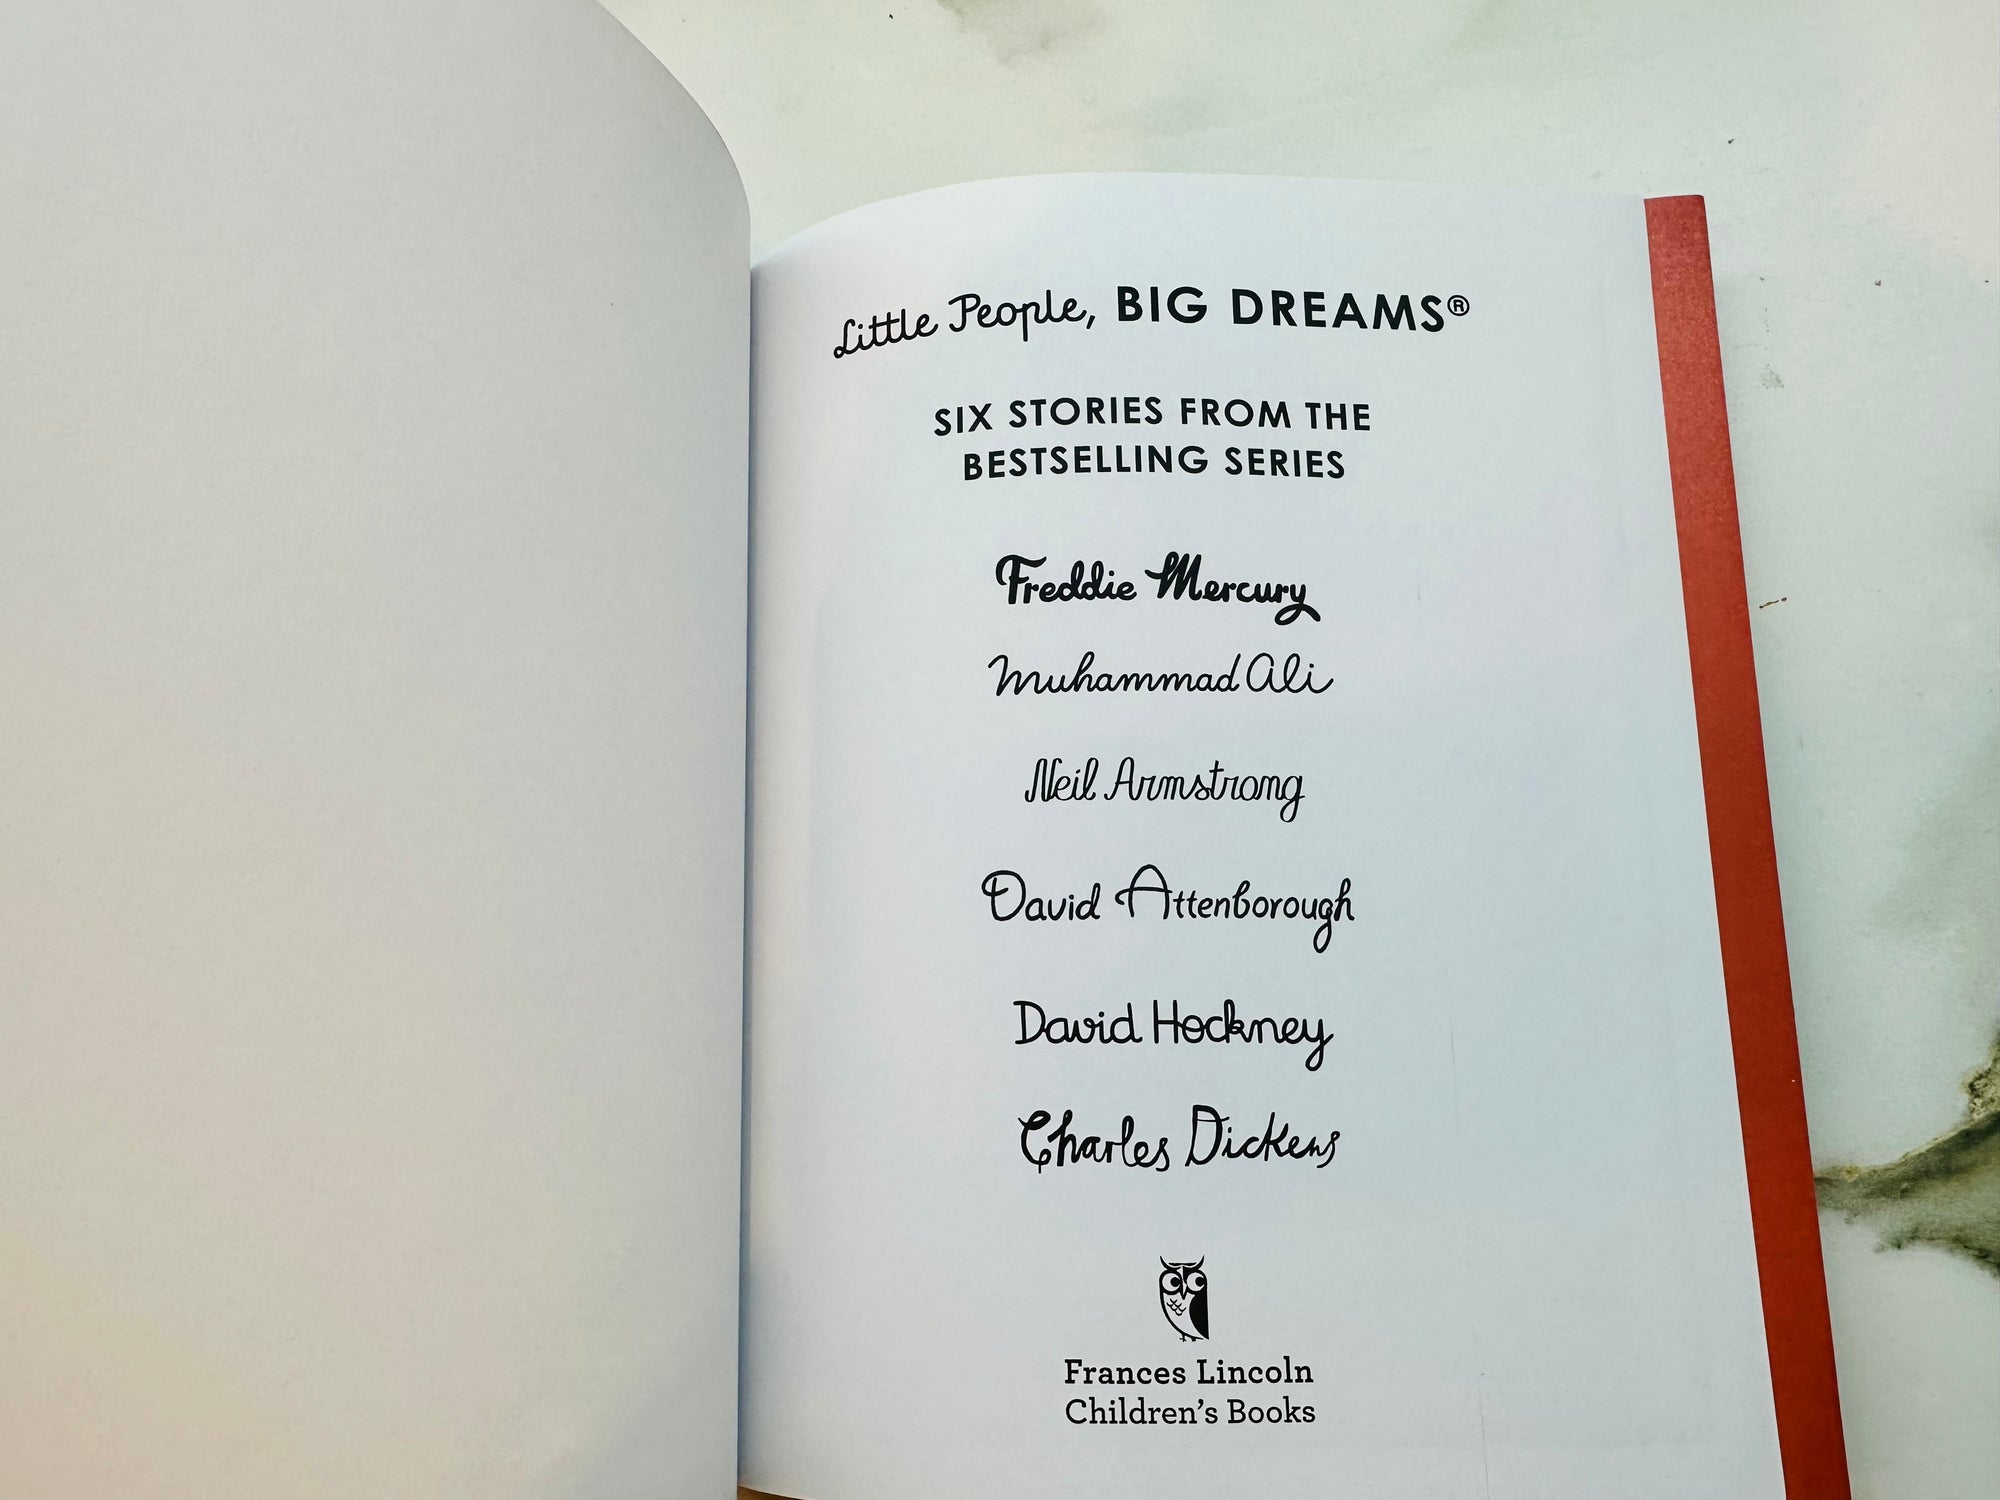 Little People, BIG DREAMS®
SIX STORIES FROM THE
BESTSELLING SERIES
Freddie Mercury
Muhammad Ali
Neil Armstrong
David Attenborough
David Hockney
Charles Dickens
Frances Lincoln
Children's Books